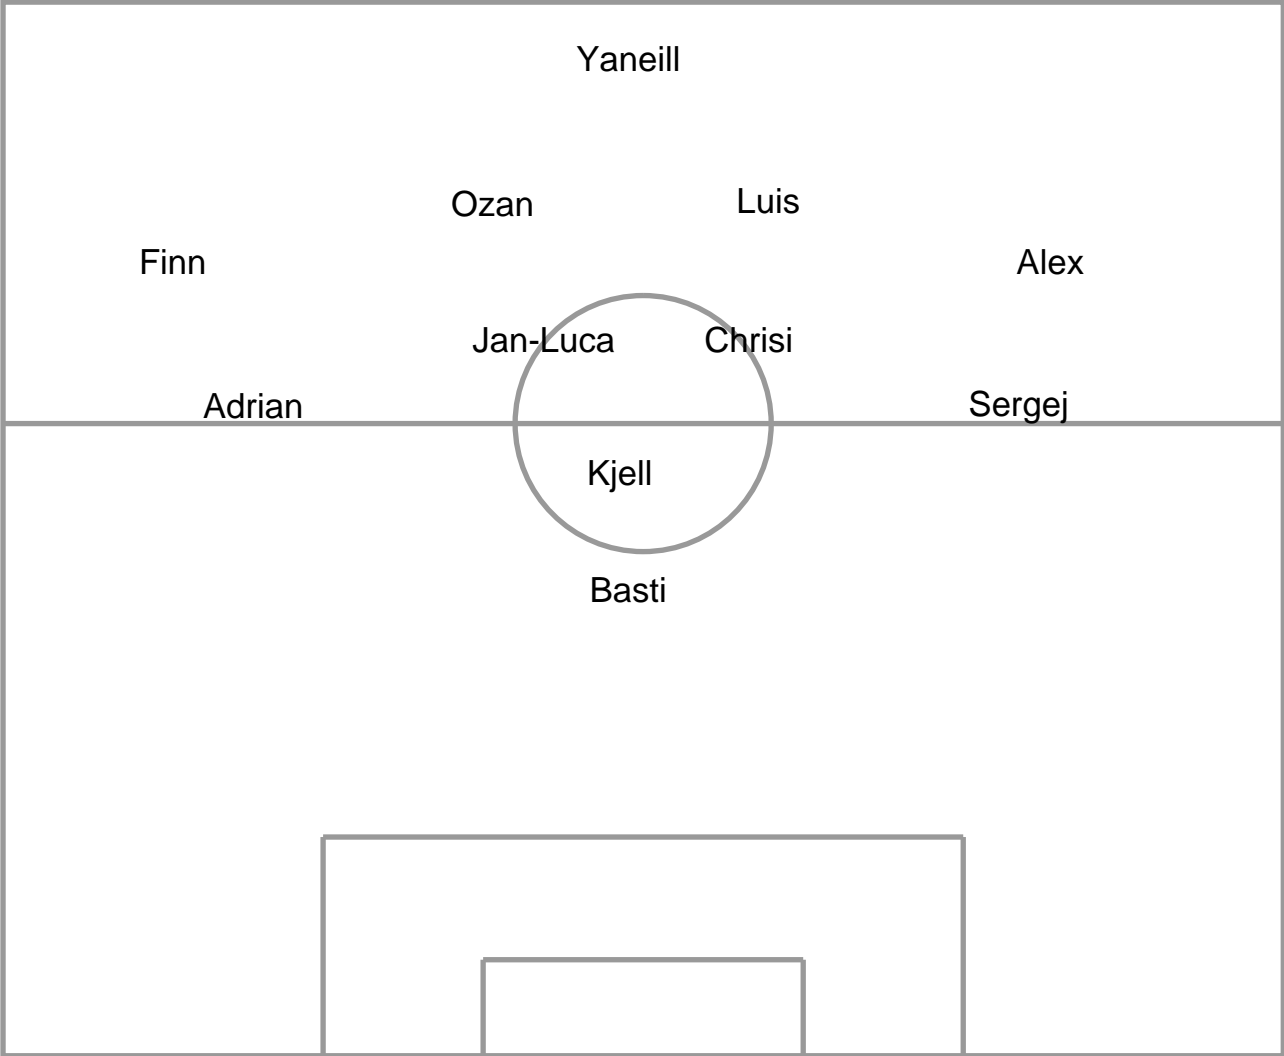 Yaneill
Ozan
Luis
Finn
Alex
Jan-Luca
Chrisi
Adrian
Sergej
Kjell
Basti